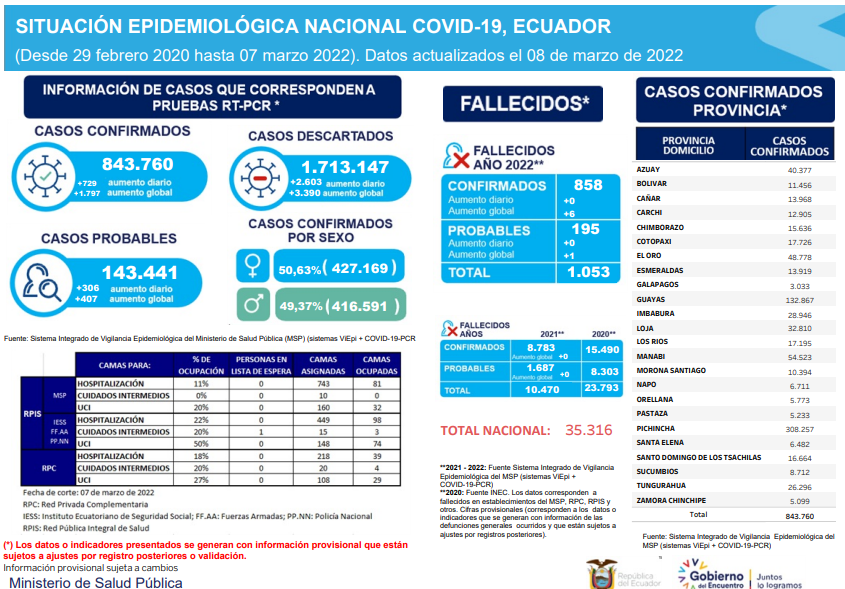 SITUACIÓN EPIDEMIOLÓGICA NACIONAL COVID-19, ECUADOR
(Desde 29 febrero 2020 hasta 07 marzo 2022). Datos actualizados el 08 de marzo de 2022
INFORMACIÓN DE CASOS QUE CORRESPONDEN A
PRUEBAS RT-PCR *
CASOS CONFIRMADOS
843.760
+729 aumento diario
+1.797 aumento global
CASOS DESCARTADOS
1.713.147
+2.603 aumento diario
+3.390 aumento global
CASOS PROBABLES
143.441
+306 aumento diario
+407 aumento global
CASOS CONFIRMADOS
POR SEXO
50,63% ( 427.169 )
49,37% (416.591 )
Fuente: Sistema Integrado de Vigilancia Epidemiológica del Ministerio de Salud Pública (MSP) (sistemas ViEpi + COVID-19-PCR
CAMAS PARA: % DE OCUPACIÓN PERSONAS EN LISTA DE ESPERA CAMAS ASIGNADAS CAMAS OCUPADAS
RPIS
MSP
HOSPITALIZACIÓN 11% 0 743 81
CUIDADOS INTERMEDIOS 0% 0 10 0
UCI 20% 0 160 32
IESS
FF.AA
PP.NN
HOSPITALIZACIÓN 22% 0 449 98
CUIDADOS INTERMEDIOS 20% 1 15 3
UCI 50% 0 148 74
RPC
HOSPITALIZACIÓN 18% 0 218 39
CUIDADOS INTERMEDIOS 20% 0 20 4
UCI 27% 0 108 29
Fecha de corte: 07 de marzo de 2022
RPC: Red Privada Complementaria
IESS: Instituto Ecuatoriano de Seguridad Social; FF.AA: Fuerzas Armadas; PP.NN: Policía Nacional
RPIS: Red Pública Integral de Salud
(*) Los datos o indicadores presentados se generan con información provisional que están
sujetos a ajustes por registro posteriores o validación.
Información provisional sujeta a cambios
Ministerio de Salud Pública
FALLECIDOS*
FALLECIDOS
AÑO 2022**
CONFIRMADOS 858
Aumento diario +0
Aumento global +6
PROBABLES 195
Aumento diario +0
Aumento global +1
TOTAL 1.053
FALLECIDOS
AÑOS 2021** 2020**
CONFIRMADOS 8.783 15.490
Aumento global +0
PROBABLES 1.687 8.303
Aumento global +0
TOTAL 10.470 23.793
TOTAL NACIONAL: 35.316
**2021 - 2022: Fuente Sistema Integrado de Vigilancia
Epidemiológica del MSP (sistemas ViEpi +
COVID-19-PCR)
**2020: Fuente INEC. Los datos corresponden a
fallecidos en establecimientos del MSP, RPC, RPIS y
otros. Cifras provisionales (corresponden a los datos o
indicadores que se generan con información de las
defunciones generales ocurridos y que están sujetos a
ajustes por registros posteriores).
CASOS CONFIRMADOS
PROVINCIA*
PROVINCIA DOMICILIO CASOS CONFIRMADOS
AZUAY 40.377
BOLIVAR 11.456
CAÑAR 13.968
CARCHI 12.905
CHIMBORAZO 15.636
COTOPAXI 17.726
EL ORO 48.778
ESMERALDAS 13.919
GALAPAGOS 3.033
GUAYAS 132.867
IMBABURA 28.946
LOJA 32.810
LOS RIOS 17.195
MANABI 54.523
MORONA SANTIAGO 10.394
NAPO 6.711
ORELLANA 5.773
PASTAZA 5.233
PICHINCHA 308.257
SANTA ELENA 6.482
SANTO DOMINGO DE LOS TSACHILAS 16.664
SUCUMBIOS 8.712
TUNGURAHUA 26.296
ZAMORA CHINCHIPE 5.099
Total 843.760
Fuente: Sistema Integrado de Vigilancia Epidemiológica del
MSP (sistemas ViEpi + COVID-19-PCR)
República
del Ecuador
Gobierno
del Encuentro
Juntos
lo logramos